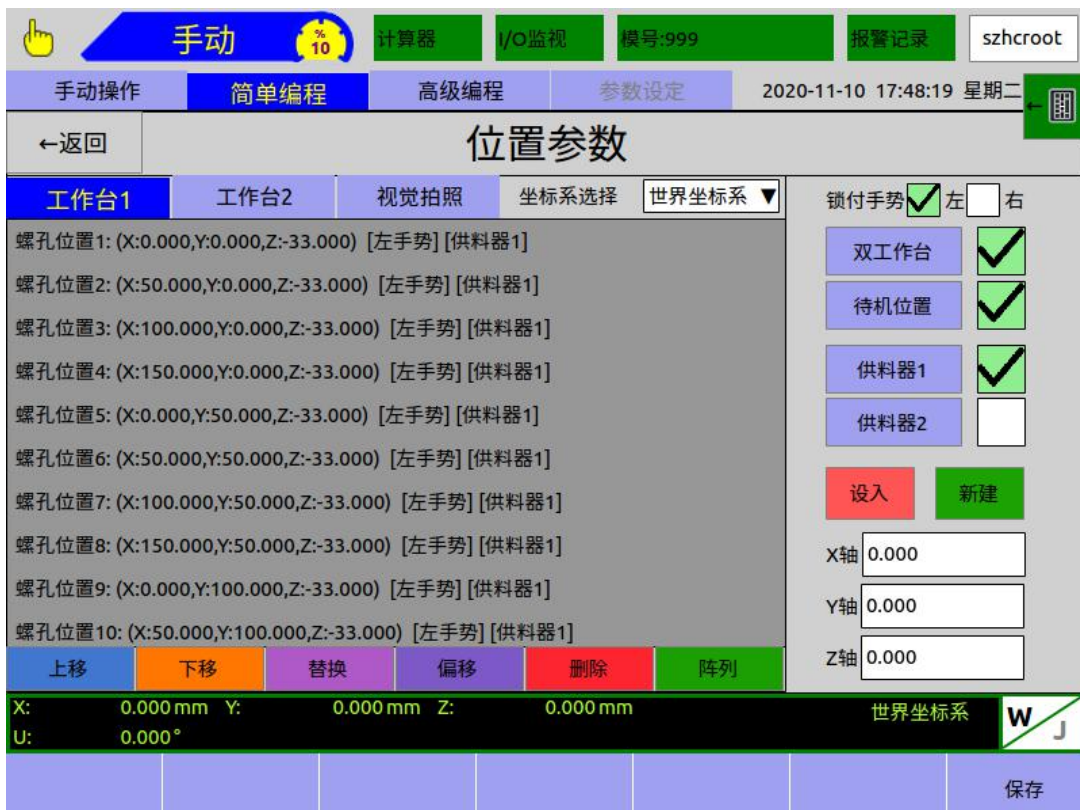 手动 % 10 计算器 I/O监视 模号:999 报警记录 szhcroot
手动操作 简单编程 高级编程 参数设定 2020-11-10 17:48:19 星期二
←
←返回 位置参数
工作台1 工作台2 视觉拍照 坐标系选择 世界坐标系 ▼
锁付手势 左 右
螺孔位置1: (X:0.000,Y:0.000,Z:-33.000) [左手势] [供料器1]
螺孔位置2: (X:50.000,Y:0.000,Z:-33.000) [左手势] [供料器1]
螺孔位置3: (X:100.000,Y:0.000,Z:-33.000) [左手势] [供料器1]
螺孔位置4: (X:150.000,Y:0.000,Z:-33.000) [左手势] [供料器1]
螺孔位置5: (X:0.000,Y:50.000,Z:-33.000) [左手势] [供料器1]
螺孔位置6: (X:50.000,Y:50.000,Z:-33.000) [左手势] [供料器1]
螺孔位置7: (X:100.000,Y:50.000,Z:-33.000) [左手势] [供料器1]
螺孔位置8: (X:150.000,Y:50.000,Z:-33.000) [左手势] [供料器1]
螺孔位置9: (X:0.000,Y:100.000,Z:-33.000) [左手势] [供料器1]
螺孔位置10: (X:50.000,Y:100.000,Z:-33.000) [左手势] [供料器1]
双工作台
待机位置
供料器1
供料器2
设入 新建
X轴 0.000
Y轴 0.000
Z轴 0.000
上移 下移 替换 偏移 删除 阵列
X: 0.000 mm Y: 0.000 mm Z: 0.000 mm 世界坐标系 W J
U: 0.000°
保存